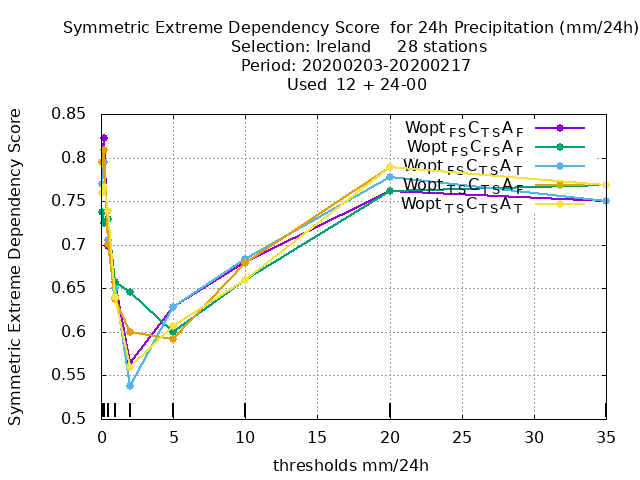 Symmetric Extreme Dependency Score  for 24h Precipitation (mm/24h)
Selection: Ireland     28 stations
Period: 20200203-20200217
Used  12 + 24-00
Symmetric Extreme Dependency Score
0.85
0.8
0.75
0.7
0.65
0.6
0.55
0.5
Wopt FS C TS A F
Wopt FS C FS A F
Wopt FS C TS A T
Wopt TS C FS A F
Wopt TS C TS A T
0 5 10 15 20 25 30 35
thresholds mm/24h